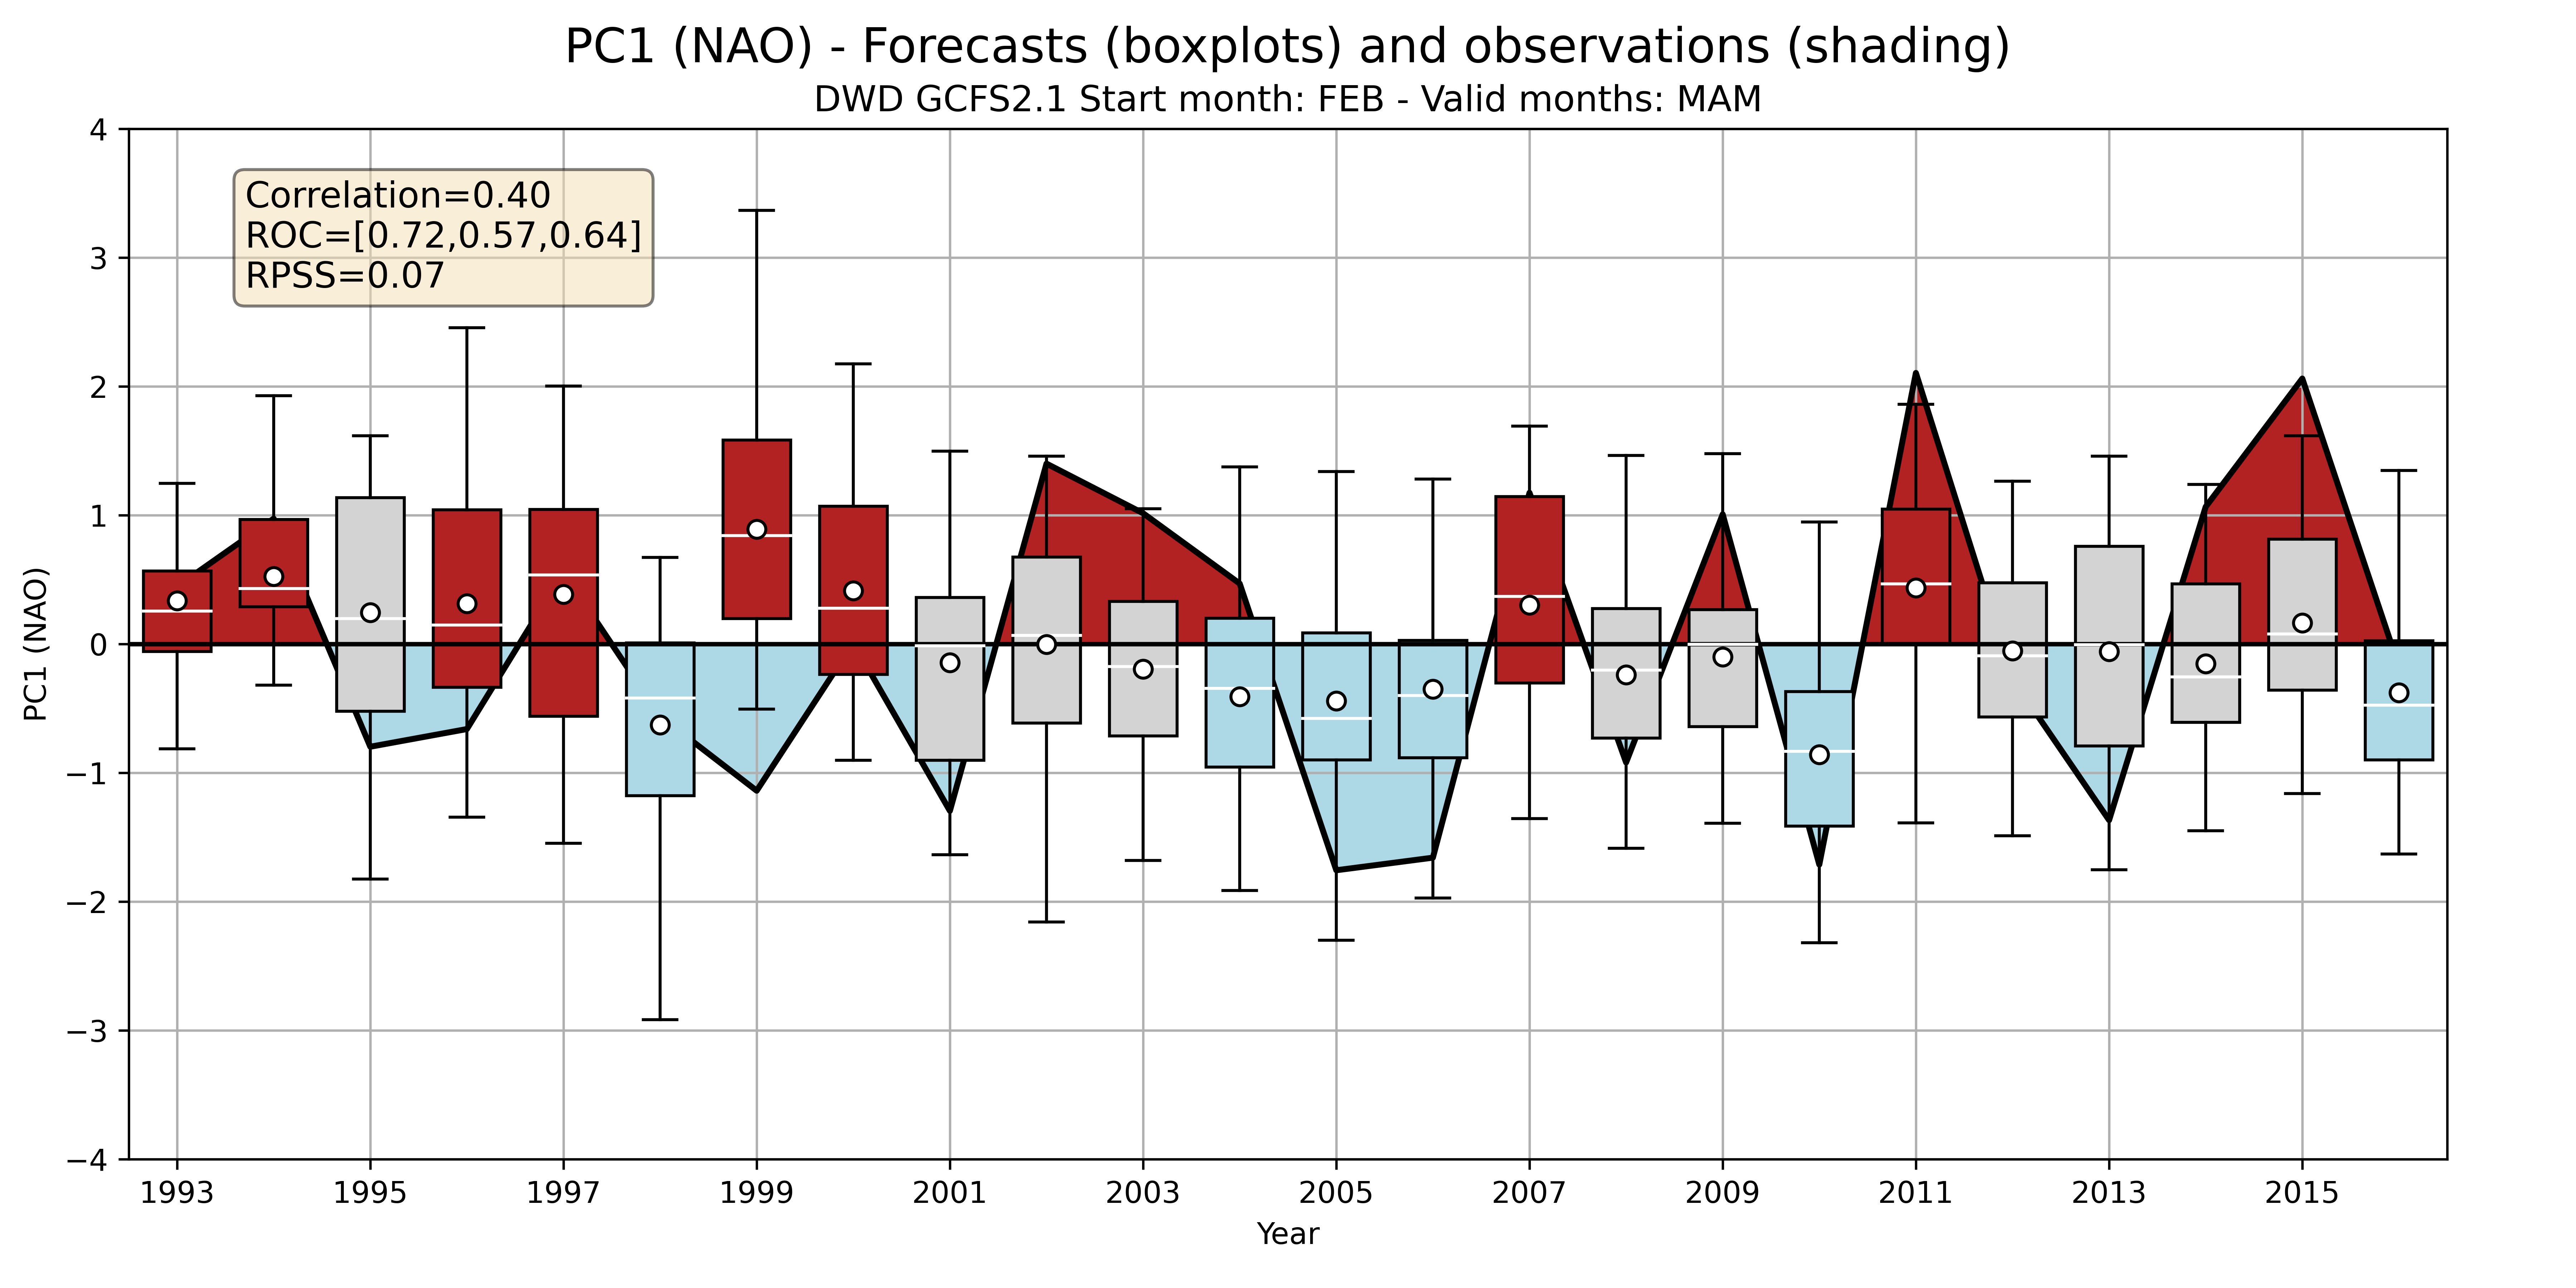 PC1 (NAO) - Forecasts (boxplots) and observations (shading)
DWD GCFS2.1 Start month: FEB - Valid months: MAM
Correlation=0.40
ROC=[0.72,0.57,0.64]
RPSS=0.07
PC1 (NAO)
4
3
2
1
0
−1
−2
−3
−4
1993 1995 1997 1999 2001 2003 2005 2007 2009 2011 2013 2015
Year